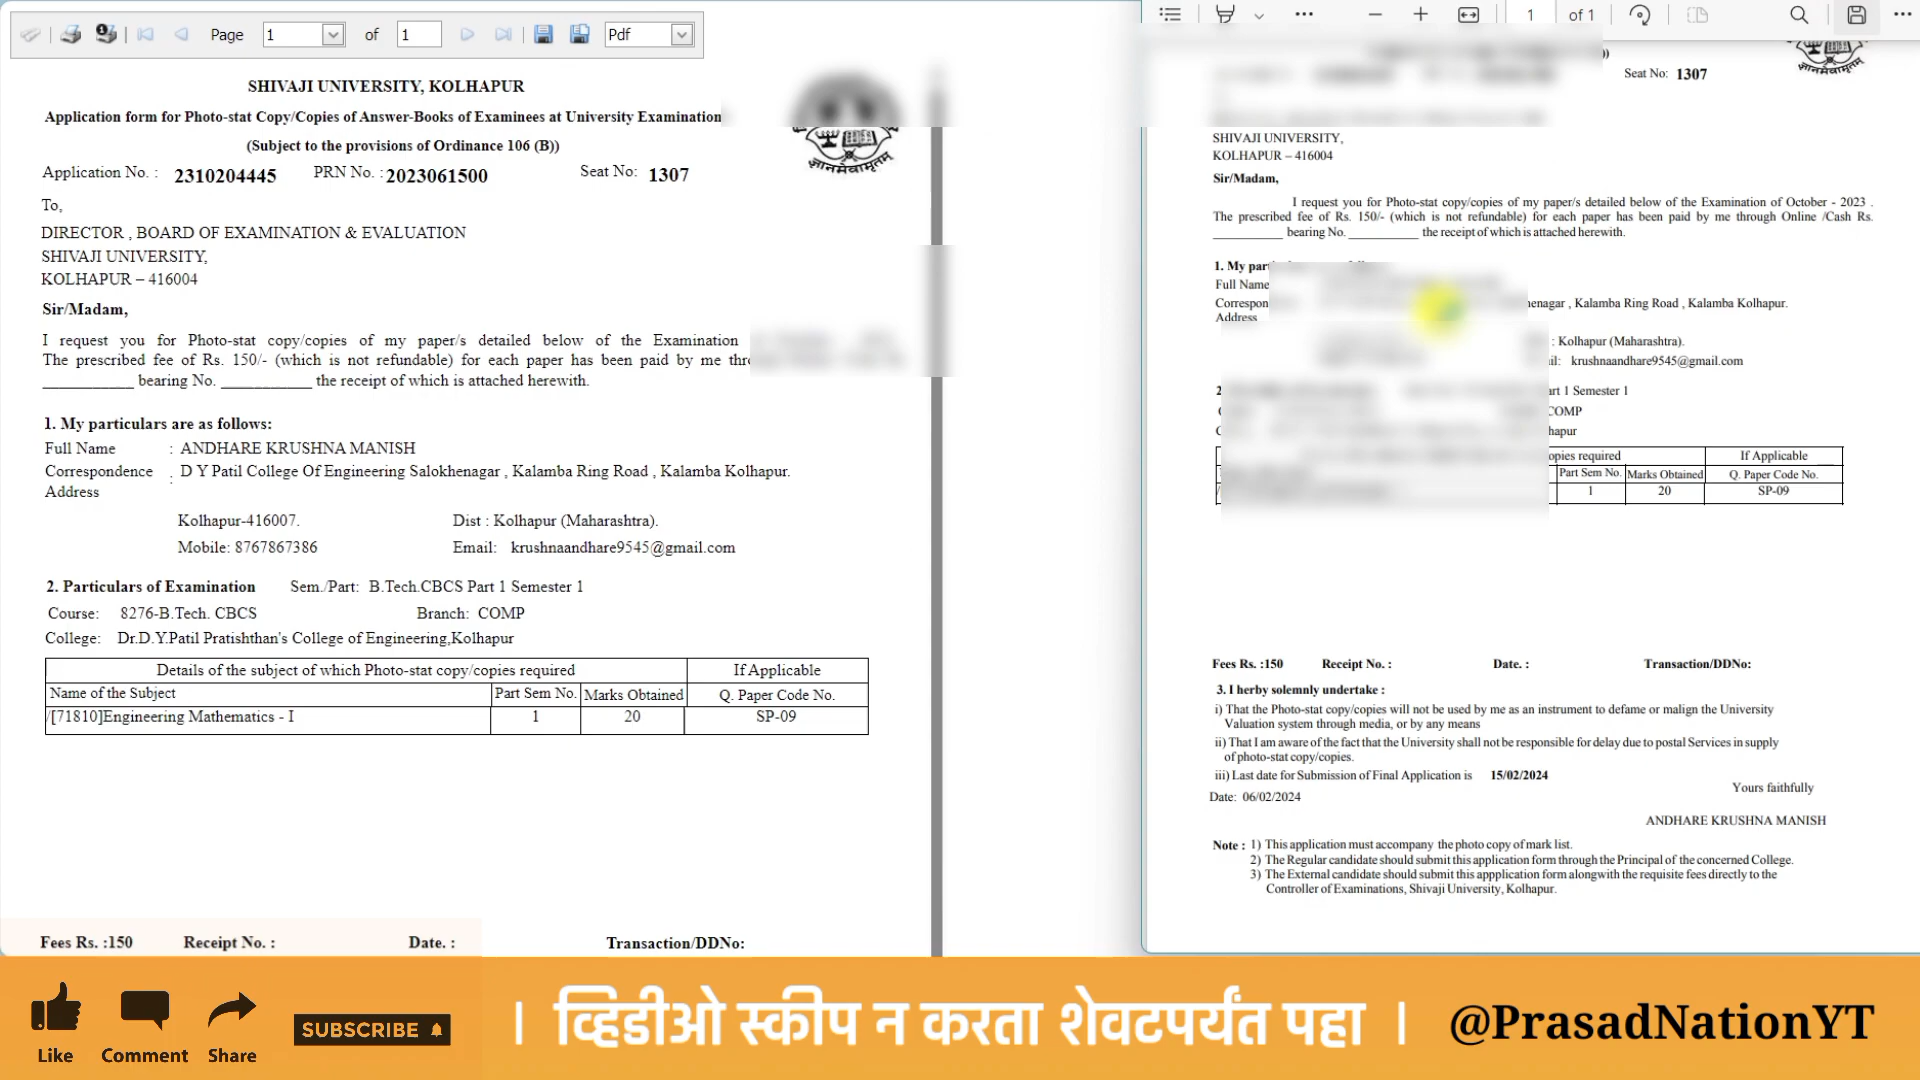 Page 1 of 1 Pdf
SHIVAJI UNIVERSITY, KOLHAPUR
Application form for Photo-stat Copy/Copies of Answer-Books of Examinees at University Examination
(Subject to the provisions of Ordinance 106 (B))
Application No. : 2310204445 PRN No. : 2023061500 Seat No: 1307
To,
DIRECTOR , BOARD OF EXAMINATION & EVALUATION
SHIVAJI UNIVERSITY,
KOLHAPUR – 416004
Sir/Madam,
I request you for Photo-stat copy/copies of my paper/s detailed below of the Examination
The prescribed fee of Rs. 150/- (which is not refundable) for each paper has been paid by me
___________ bearing No. ___________ the receipt of which is attached herewith.
1. My particulars are as follows:
Full Name : ANDHARE KRUSHNA MANISH
Correspondence : D Y Patil College Of Engineering Salokhenagar , Kalamba Ring Road , Kalamba Kolhapur.
Address
Kolhapur-416007. Dist : Kolhapur (Maharashtra).
Mobile: 8767867386 Email: krushnaandhare9545@gmail.com
2. Particulars of Examination Sem./Part: B.Tech.CBCS Part 1 Semester 1
Course: 8276-B.Tech. CBCS Branch: COMP
College: Dr.D.Y.Patil Pratishthan's College of Engineering,Kolhapur
Details of the subject of which Photo-stat copy/copies required If Applicable
Name of the Subject Part Sem No. Marks Obtained Q. Paper Code No.
/[71810]Engineering Mathematics - I 1 20 SP-09
Fees Rs. :150 Receipt No. : Date. : Transaction/DDNo:
ज्ञानमेवामृतम्
1 of 1
Seat No: 1307
ज्ञानमेवामृतम्
SHIVAJI UNIVERSITY,
KOLHAPUR – 416004
Sir/Madam,
I request you for Photo-stat copy/copies of my paper/s detailed below of the Examination of October - 2023 .
The prescribed fee of Rs. 150/- (which is not refundable) for each paper has been paid by me through Online /Cash Rs.
___________ bearing No. ___________ the receipt of which is attached herwith.
1. My
Full Name
Kalamba Ring Road , Kalamba Kolhapur.
Address
: Kolhapur (Maharashtra).
krushnaandhare9545@gmail.com
1 Semester 1
COMP
required If Applicable
Part Sem No. Marks Obtained Q. Paper Code No.
1 20 SP-09
Fees Rs. :150 Receipt No. : Date. : Transaction/DDNo:
3. I herby solemnly undertake :
i) That the Photo-stat copy/copies will not be used by me as an instrument to defame or malign the University
Valuation system through media, or by any means
ii) That I am aware of the fact that the University shall not be responsible for delay due to postal Services in supply
of photo-stat copy/copies.
iii) Last date for Submission of Final Application is 15/02/2024
Yours faithfully
Date: 06/02/2024
ANDHARE KRUSHNA MANISH
Note : 1) This application must accompany the photo copy of mark list.
2) The Regular candidate should submit this application form through the Principal of the concerned College.
3) The External candidate should submit this appplication form alongwith the requisite fees directly to the
Controller of Examinations, Shivaji University, Kolhapur.
Like Comment Share SUBSCRIBE
। व्हिडीओ स्कीप न करता शेवटपर्यंत पहा ।
@PrasadNationYT